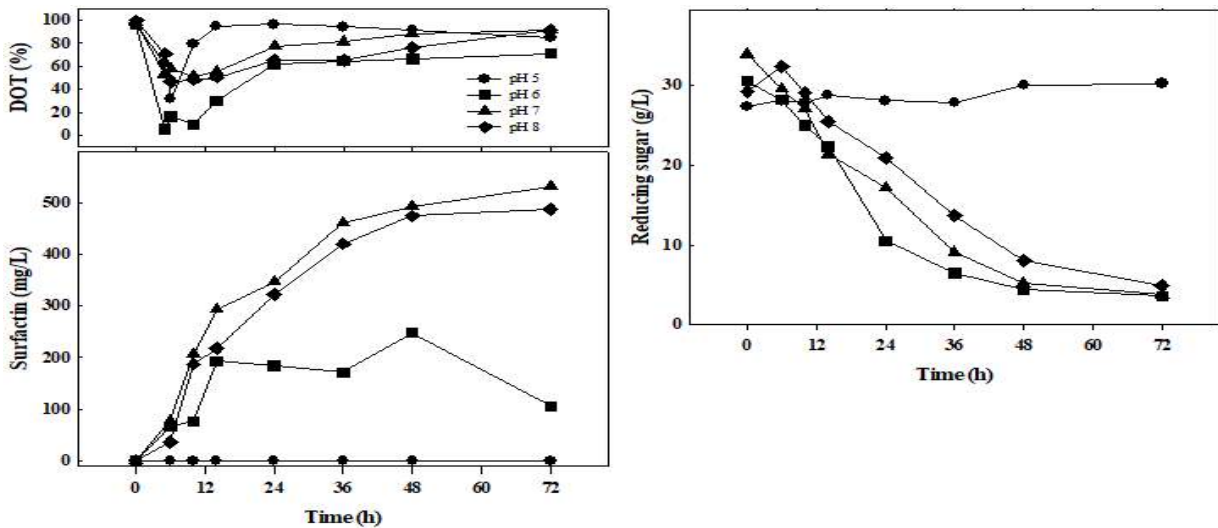 DOT (%)
100
80
60
40
20
0
pH 5
pH 6
pH 7
pH 8
Surfactin (mg/L)
500
400
300
200
100
0
0 12 24 36 48 60 72
Time (h)
Reducing sugar (g/L)
30
20
10
0
0 12 24 36 48 60 72
Time (h)